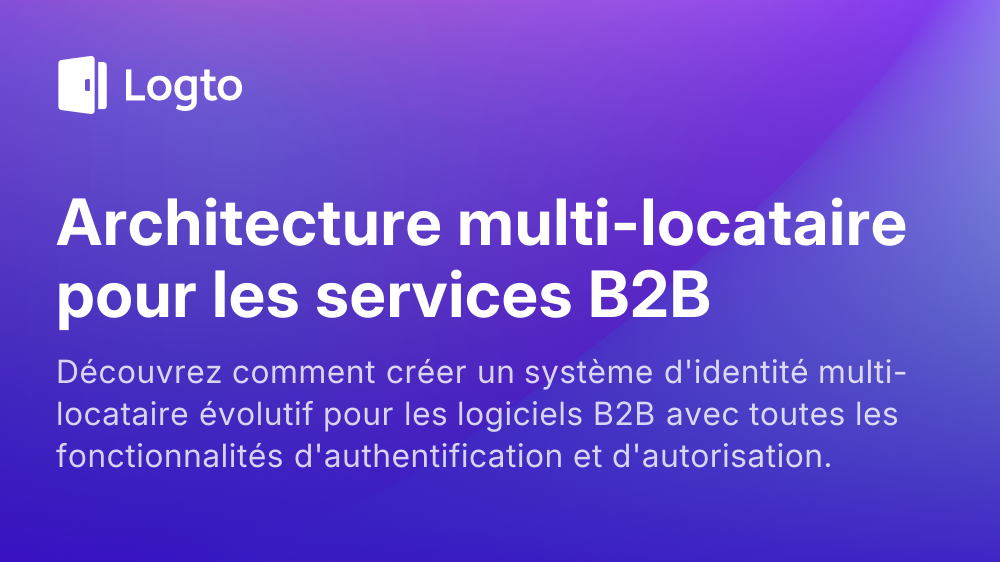 Logto
Architecture multi-locataire
pour les services B2B
Découvrez comment créer un système d'identité multi-
locataire évolutif pour les logiciels B2B avec toutes les
fonctionnalités d'authentification et d'autorisation.